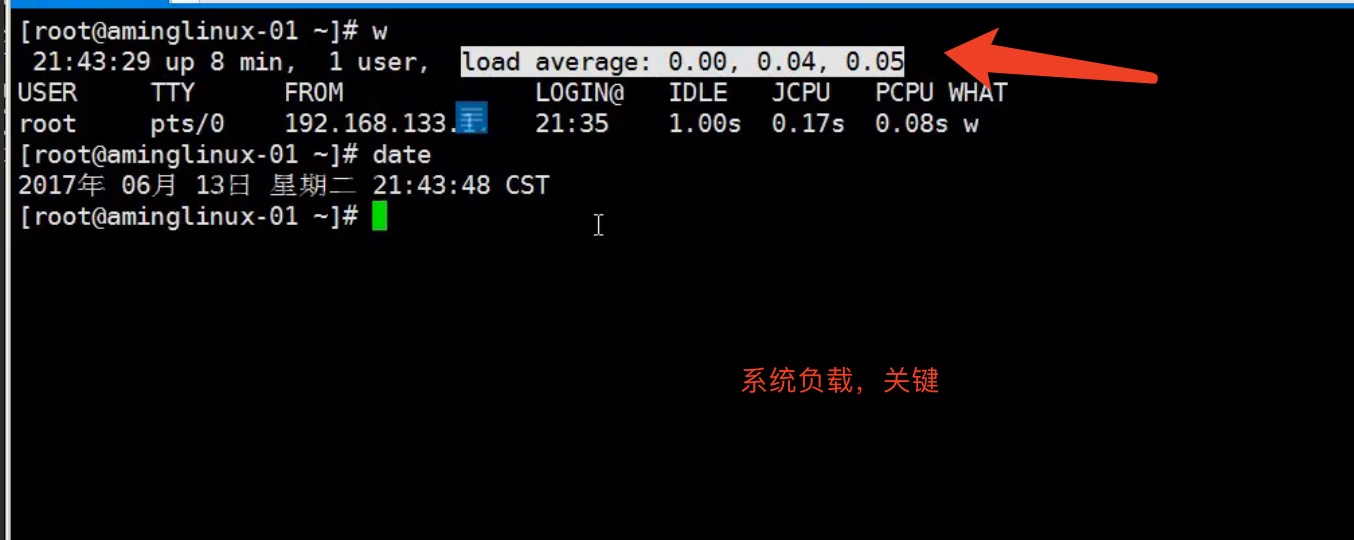 [root@aminglinux-01 ~]# w
21:43:29 up 8 min,  1 user,  load average: 0.00, 0.04, 0.05
USER     TTY      FROM             LOGIN@   IDLE   JCPU   PCPU WHAT
root     pts/0    192.168.133.   21:35    1.00s  0.17s  0.08s w
[root@aminglinux-01 ~]# date
2017年 06月 13日 星期二 21:43:48 CST
[root@aminglinux-01 ~]#
系统负载，关键